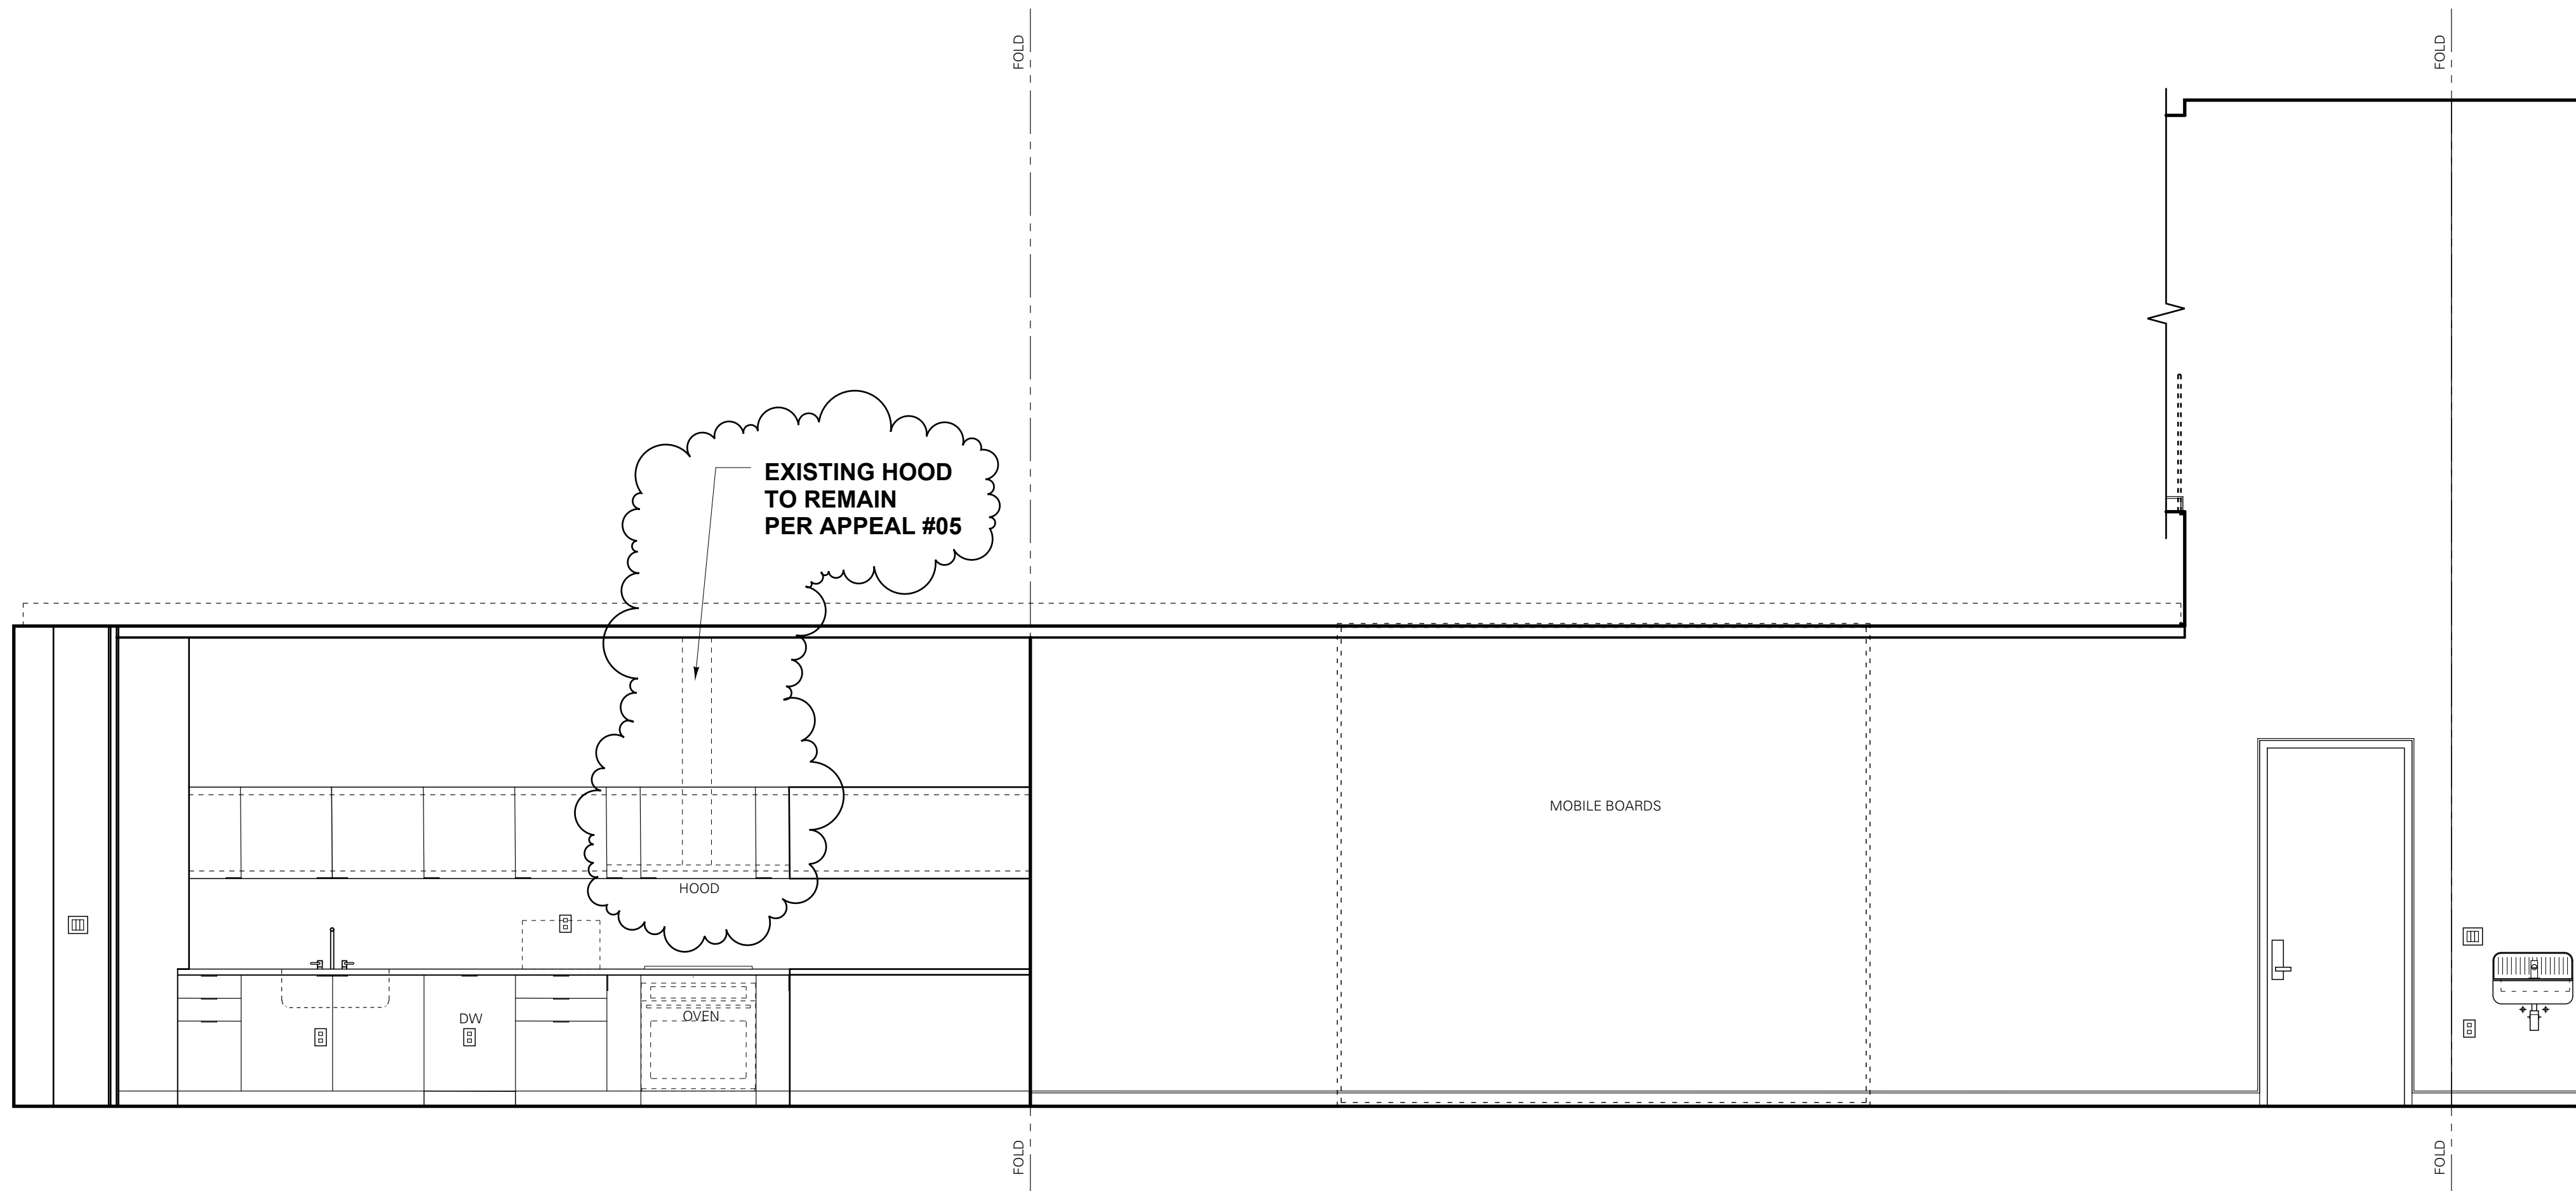 FOLD
FOLD
EXISTING HOOD
TO REMAIN
PER APPEAL #05
MOBILE BOARDS
HOOD
DW
OVEN
FOLD
FOLD